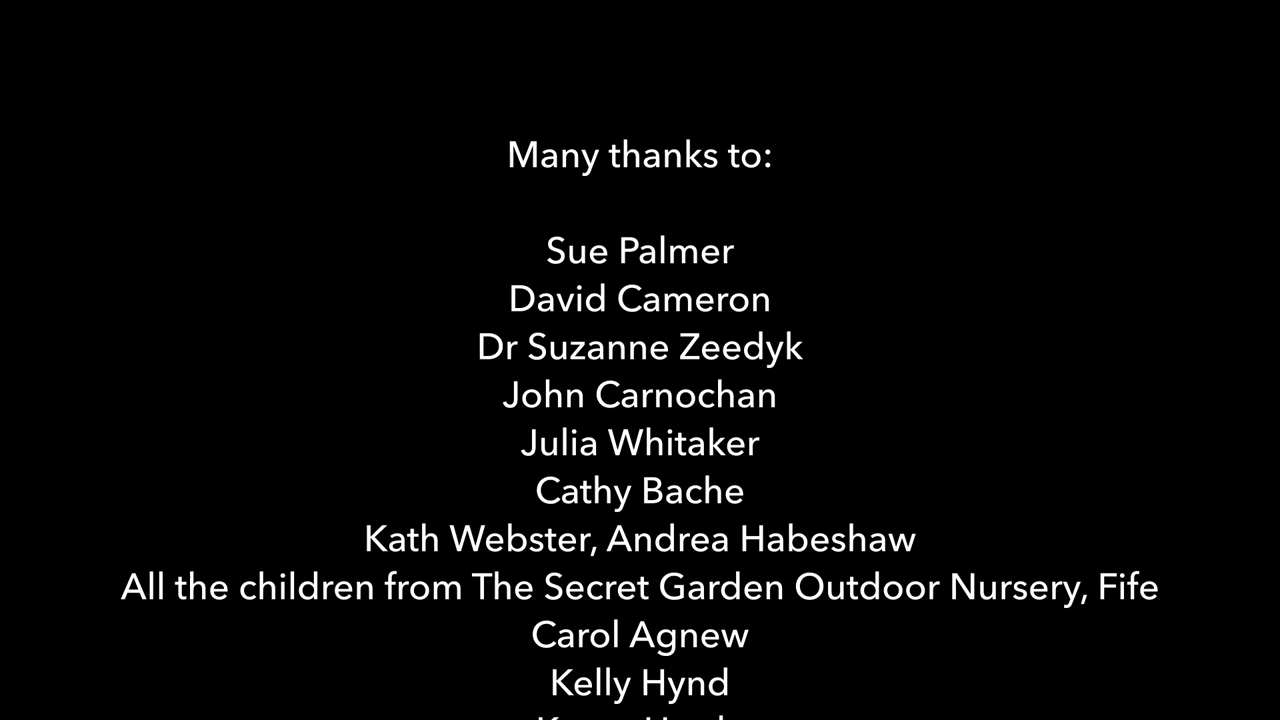 Many thanks to:
Sue Palmer
David Cameron
Dr Suzanne Zeedyk
John Carnochan
Julia Whitaker
Cathy Bache
Kath Webster, Andrea Habeshaw
All the children from The Secret Garden Outdoor Nursery, Fife
Carol Agnew
Kelly Hynd